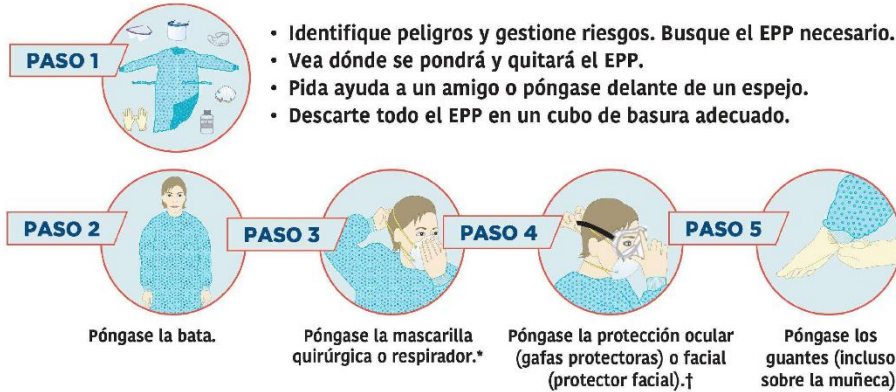 PASO 1
• Identifique peligros y gestione riesgos. Busque el EPP necesario.
• Vea dónde se pondrá y quitará el EPP.
• Pida ayuda a un amigo o póngase delante de un espejo.
• Descarte todo el EPP en un cubo de basura adecuado.
PASO 2
Póngase la bata.
PASO 3
Póngase la mascarilla
quirúrgica o respirador.*
PASO 4
Póngase la protección ocular
(gafas protectoras) o facial
(protector facial).†
PASO 5
Póngase los
guantes (incluso
sobre la muñeca)